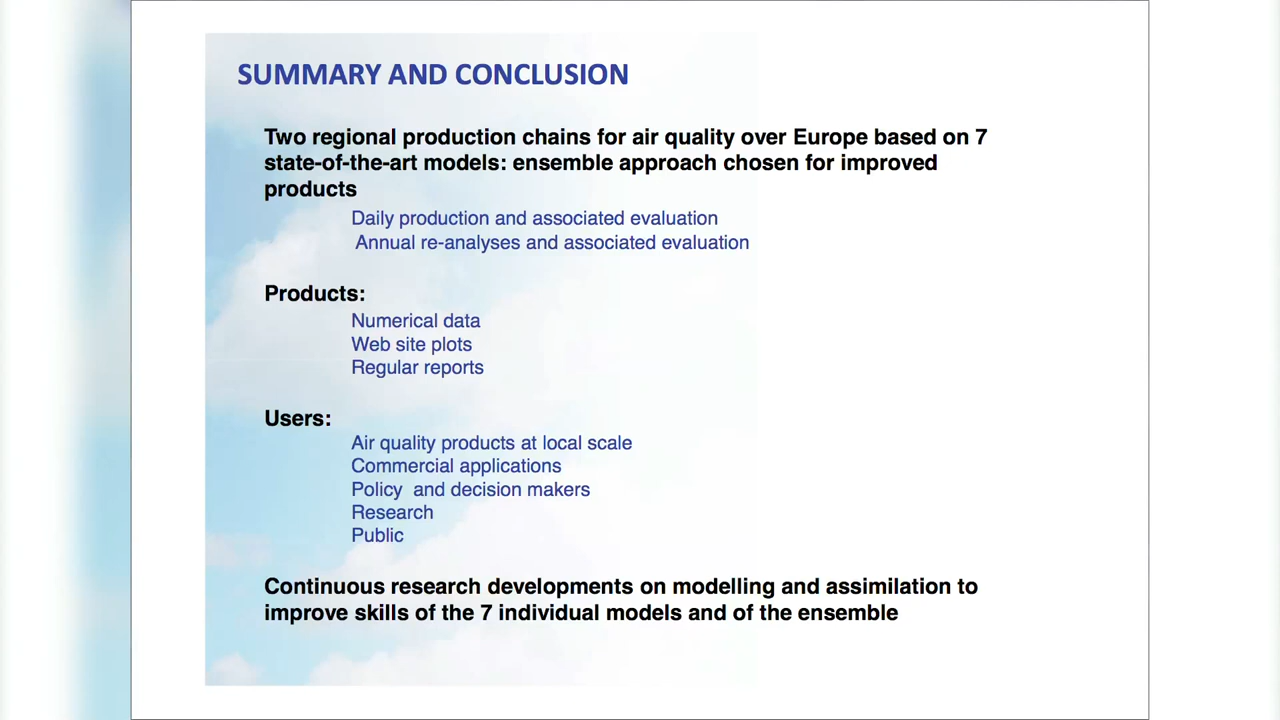 SUMMARY AND CONCLUSION
Two regional production chains for air quality over Europe based on 7
state-of-the-art models: ensemble approach chosen for improved
products
Daily production and associated evaluation
Annual re-analyses and associated evaluation
Products:
Numerical data
Web site plots
Regular reports
Users:
Air quality products at local scale
Commercial applications
Policy  and decision makers
Research
Public
Continuous research developments on modelling and assimilation to
improve skills of the 7 individual models and of the ensemble